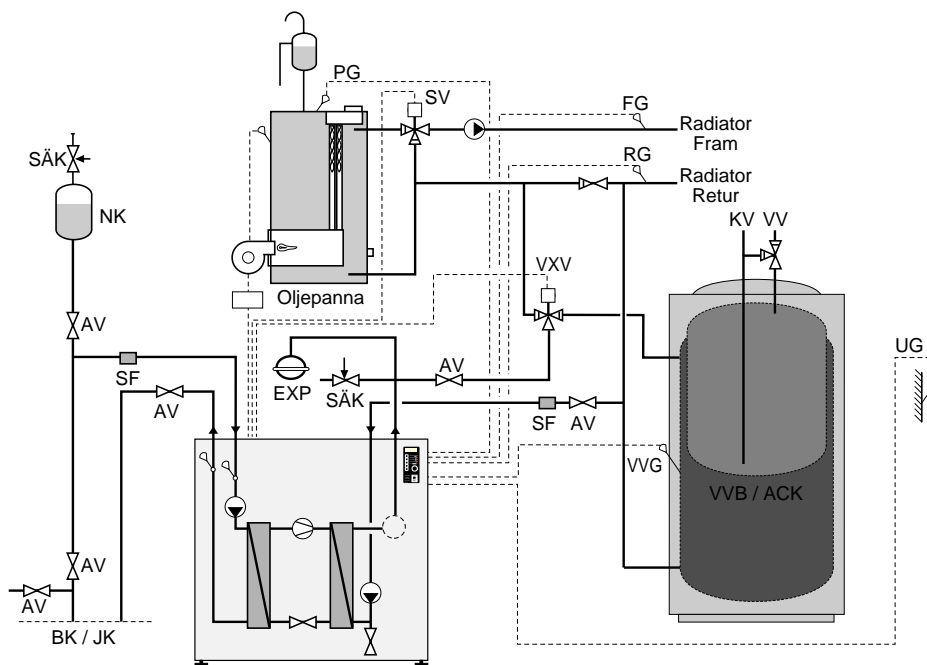 PG
SV
FG
Radiator
Fram
SÄK
RG
Radiator
Retur
NK
KV
VV
VXV
Oljepanna
AV
UG
SF
EXP
SÄK
AV
AV
SF
AV
VVG
VVB / ACK
AV
AV
BK / JK